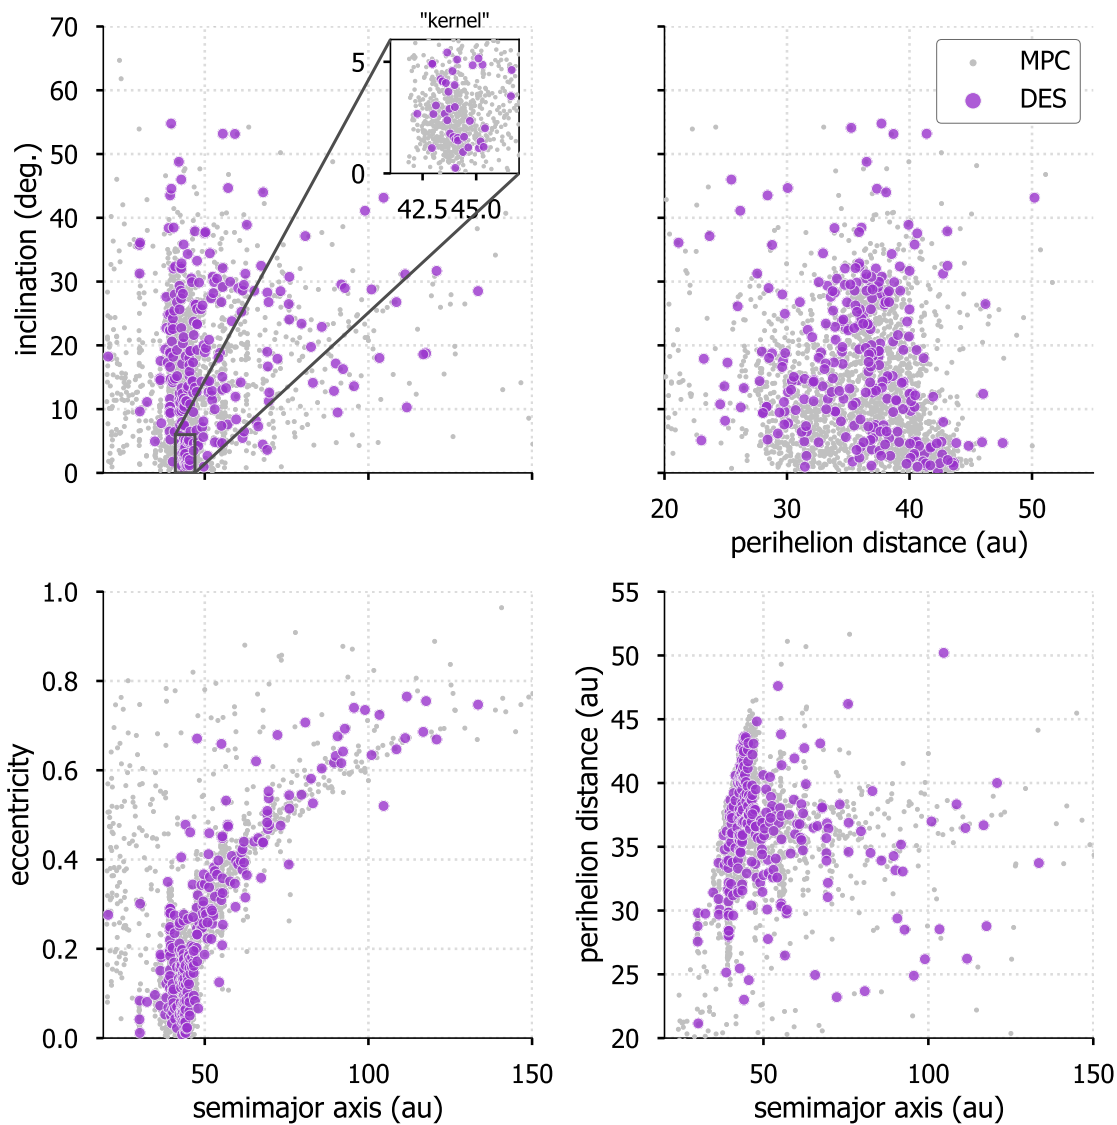 "kernel"
70
60
50
40
30
20
10
0
inclination (deg.)
5
0
42.5 45.0
MPC
DES
20 30 40 50
perihelion distance (au)
1.0
0.8
0.6
0.4
0.2
0.0
eccentricity
50 100 150
semimajor axis (au)
55
50
45
40
35
30
25
20
perihelion distance (au)
50 100 150
semimajor axis (au)